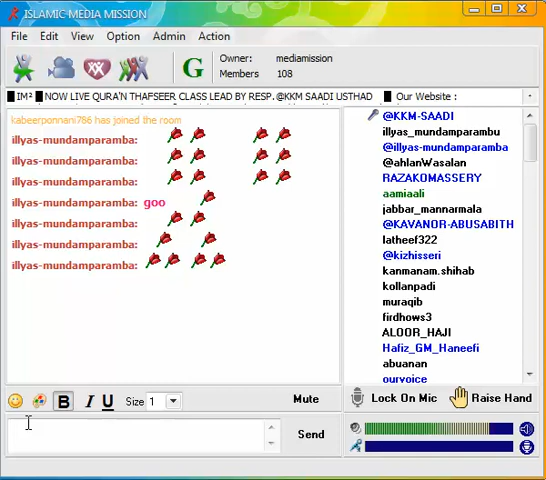 ISLAMIC MEDIA MISSION
File Edit View Option Admin Action
G Owner: mediamission
Members 108
IM² NOW LIVE QURA'N THAFSEER CLASS LEAD BY RESP.@KKM SAADI USTHAD Our Website :
kabeerponnani786 has joined the room
illyas-mundamparamba:
illyas-mundamparamba:
illyas-mundamparamba:
illyas-mundamparamba: goo
illyas-mundamparamba:
illyas-mundamparamba:
illyas-mundamparamba:
@KKM-SAADI
illyas_mundamparambu
@illyas-mundamparamba
@ahlanWasalan
RAZAKOMASSERY
aamiaali
jabbar_mannarmala
@KAVANOR-ABUSABITH
latheef322
@kizhisseri
kanmanam.shihab
kollanpadi
muraqib
firdhows3
ALOOR_HAJI
Hafiz_GM_Haneefi
abuanan
ourvoice
B I U Size 1 Mute
Lock On Mic Raise Hand
Send